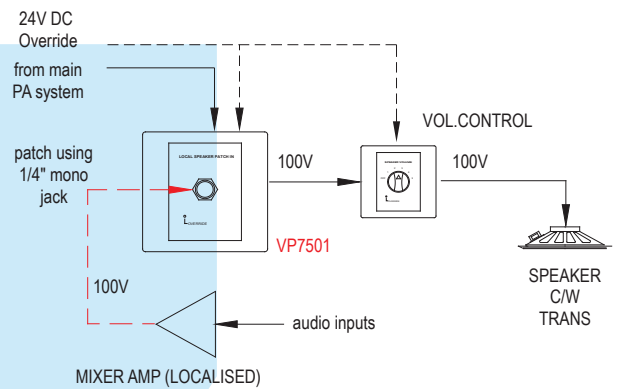 24V DC
Override
from main
PA system
VOL.CONTROL
patch using
1/4" mono
jack
LOCAL SPEAKER PATCH IN
OVERRIDE
100V
100V
VP7501
SPEAKER
C/W
TRANS
100V
audio inputs
MIXER AMP (LOCALISED)